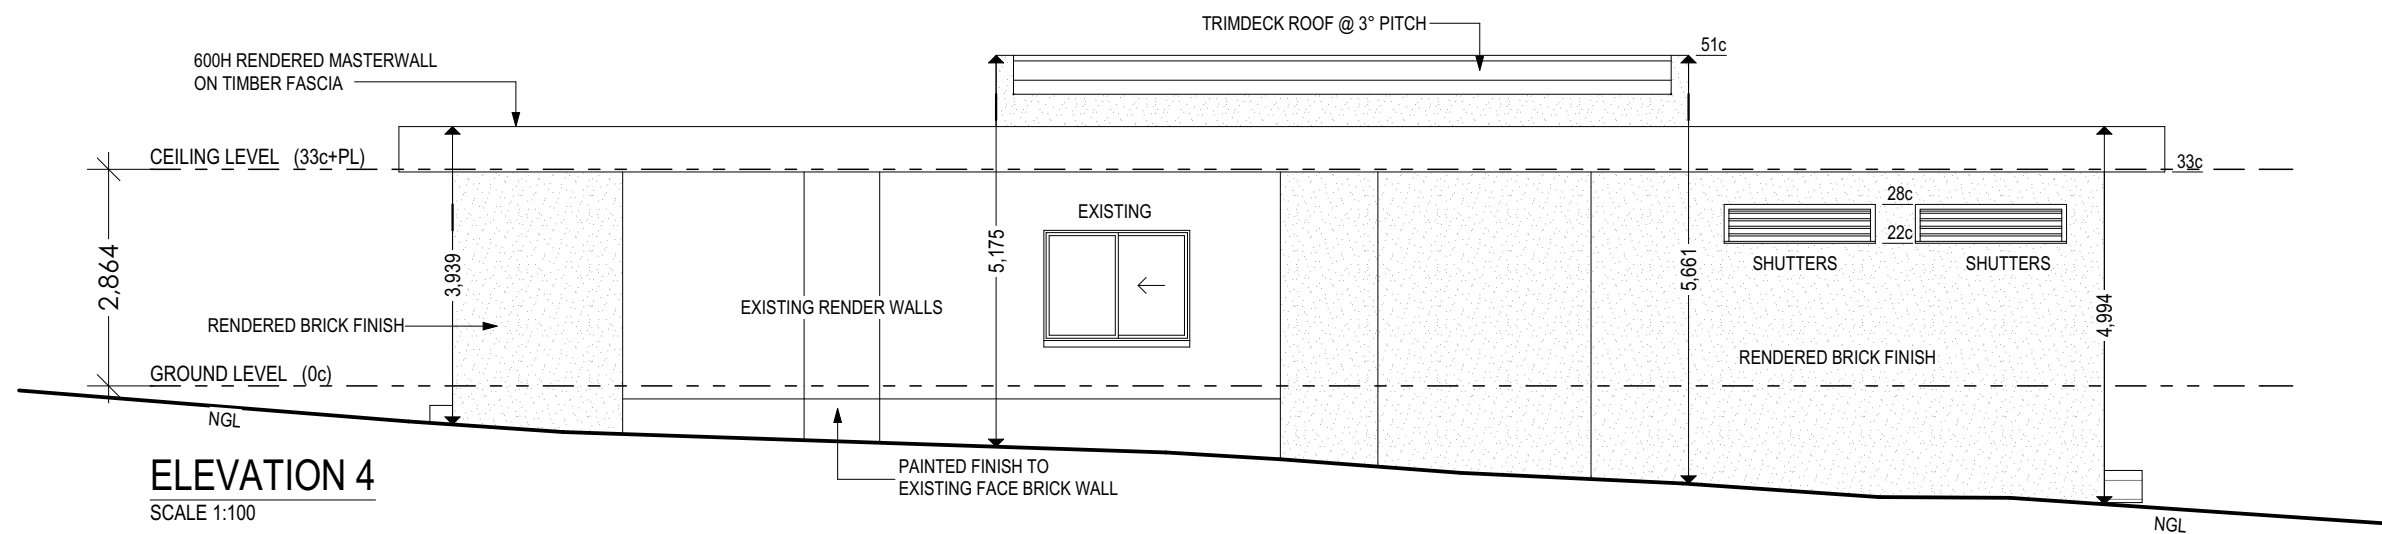 TRIMDECK ROOF @ 3° PITCH
51c
600H RENDERED MASTERWALL
ON TIMBER FASCIA
CEILING LEVEL (33c+PL)
33c
28c
EXISTING
22c
SHUTTERS
SHUTTERS
2,864
3,939
5,175
5,661
4,994
EXISTING RENDER WALLS
RENDERED BRICK FINISH
RENDERED BRICK FINISH
GROUND LEVEL (0c)
NGL
ELEVATION 4
SCALE 1:100
PAINTED FINISH TO
EXISTING FACE BRICK WALL
NGL